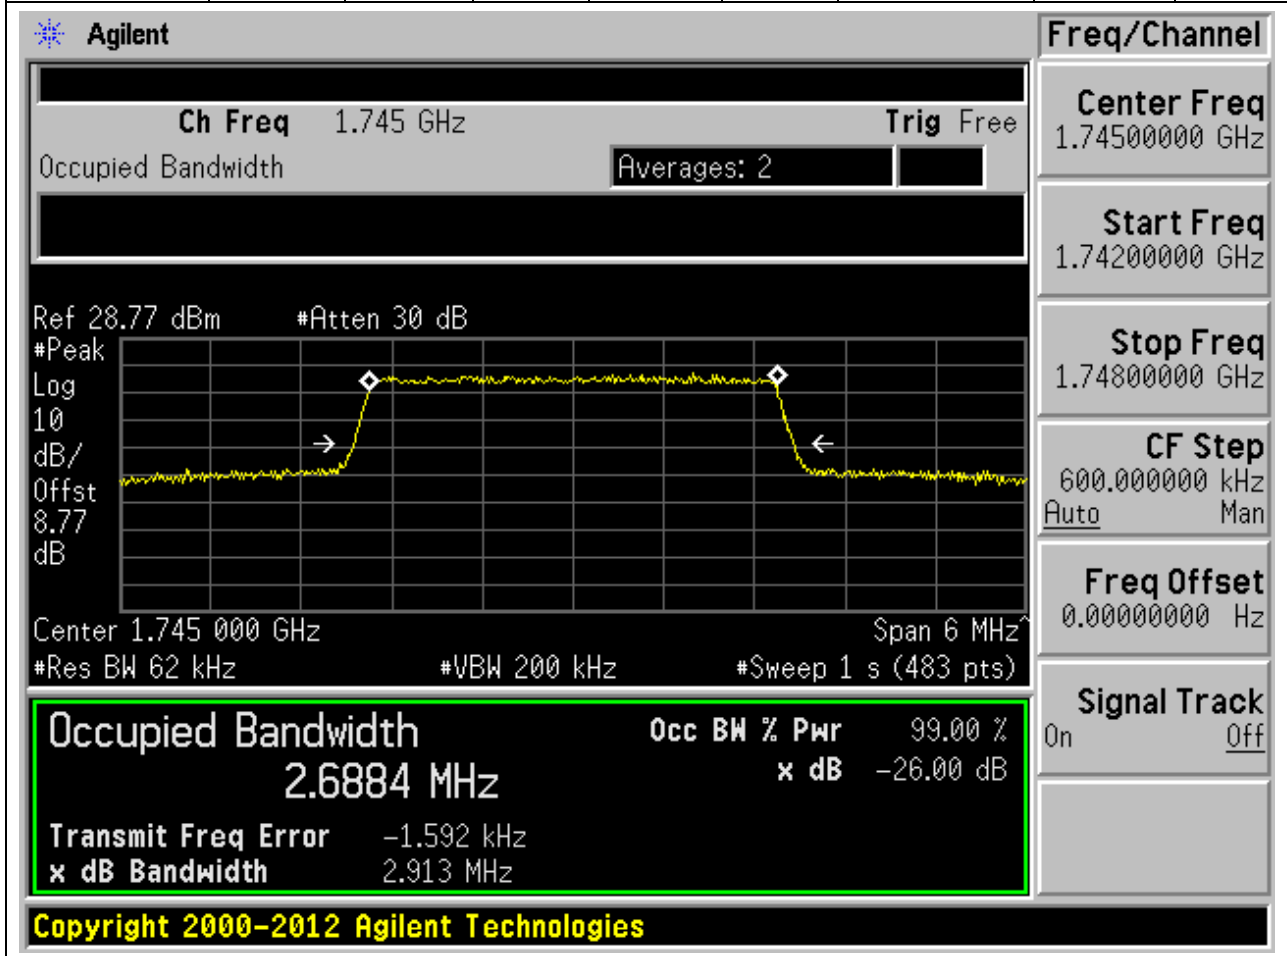 Agilent
Freq/Channel
Ch Freq 1.745 GHz Trig Free
Occupied Bandwidth Averages: 2
Center Freq
1.74500000 GHz
Start Freq
1.74200000 GHz
Stop Freq
1.74800000 GHz
CF Step
600.000000 kHz
Auto Man
Freq Offset
0.00000000 Hz
Signal Track
On Off
Ref 28.77 dBm #Atten 30 dB
#Peak
Log
10
dB/
Offst
8.77
dB
Center 1.745 000 GHz Span 6 MHz^
#Res BW 62 kHz #VBW 200 kHz #Sweep 1 s (483 pts)
Occupied Bandwidth Occ BW % Pwr 99.00 %
2.6884 MHz x dB -26.00 dB
Transmit Freq Error -1.592 kHz
x dB Bandwidth 2.913 MHz
Copyright 2000-2012 Agilent Technologies